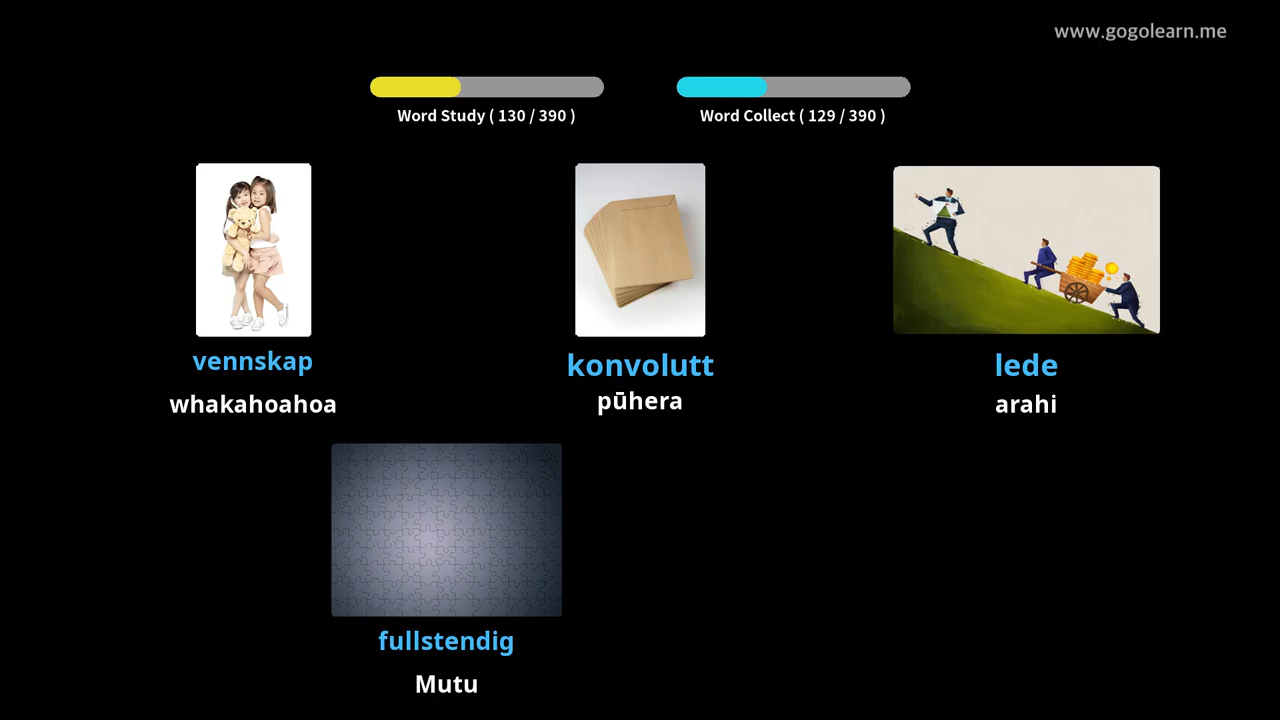 www.gogolearn.me
Word Study ( 130 / 390 )
Word Collect ( 129 / 390 )
vennskap
whakahoahoa
konvolutt
pūhera
lede
arahi
fullstendig
Mutu